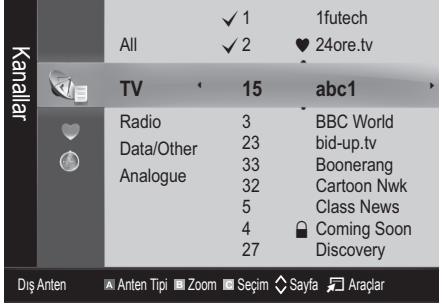 Kanallar
✓ 1 1futech
All ✓ 2 ♥ 24ore.tv
TV 15 abc1
Radio 3 BBC World
Data/Other 23 bid-up.tv
Analogue 33 Boonerang
32 Cartoon Nwk
5 Class News
4 Coming Soon
27 Discovery
Dış Anten A Anten Tipi B Zoom C Seçim Sayfa Araçlar